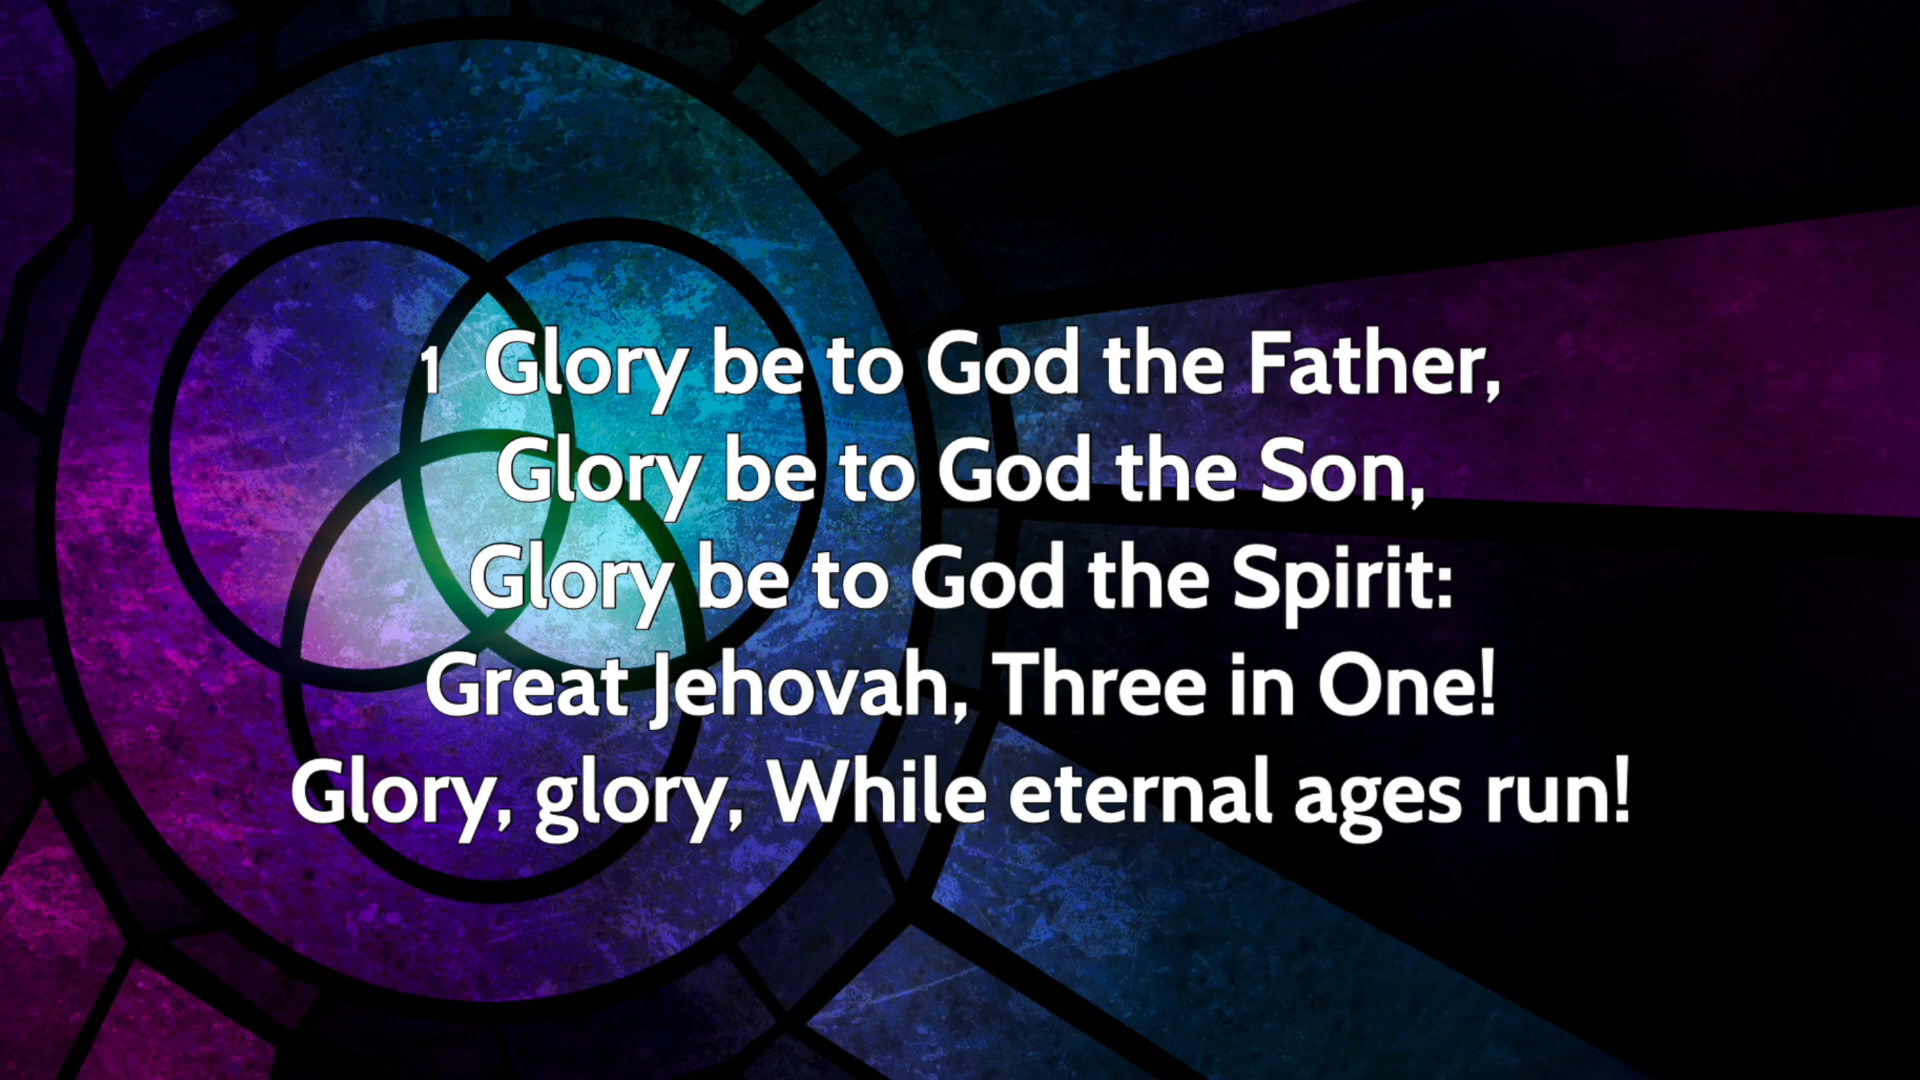 1 Glory be to God the Father,
Glory be to God the Son,
Glory be to God the Spirit:
Great Jehovah, Three in One!
Glory, glory, While eternal ages run!